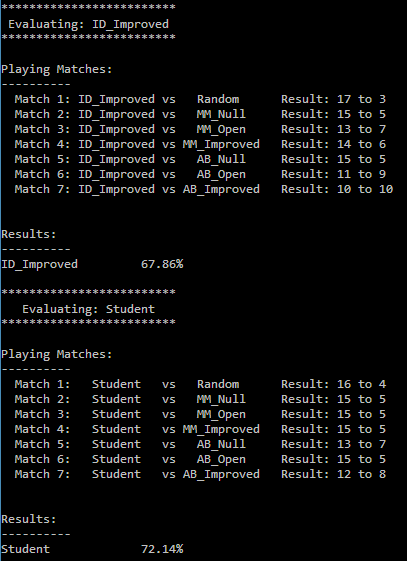 *************************
Evaluating: ID_Improved
*************************
Playing Matches:
----------
Match 1: ID_Improved vs Random Result: 17 to 3
Match 2: ID_Improved vs MM_Null Result: 15 to 5
Match 3: ID_Improved vs MM_Open Result: 13 to 7
Match 4: ID_Improved vs MM_Improved Result: 14 to 6
Match 5: ID_Improved vs AB_Null Result: 15 to 5
Match 6: ID_Improved vs AB_Open Result: 11 to 9
Match 7: ID_Improved vs AB_Improved Result: 10 to 10
Results:
----------
ID_Improved 67.86%
*************************
Evaluating: Student
*************************
Playing Matches:
----------
Match 1: Student vs Random Result: 16 to 4
Match 2: Student vs MM_Null Result: 15 to 5
Match 3: Student vs MM_Open Result: 15 to 5
Match 4: Student vs MM_Improved Result: 15 to 5
Match 5: Student vs AB_Null Result: 13 to 7
Match 6: Student vs AB_Open Result: 15 to 5
Match 7: Student vs AB_Improved Result: 12 to 8
Results:
----------
Student 72.14%